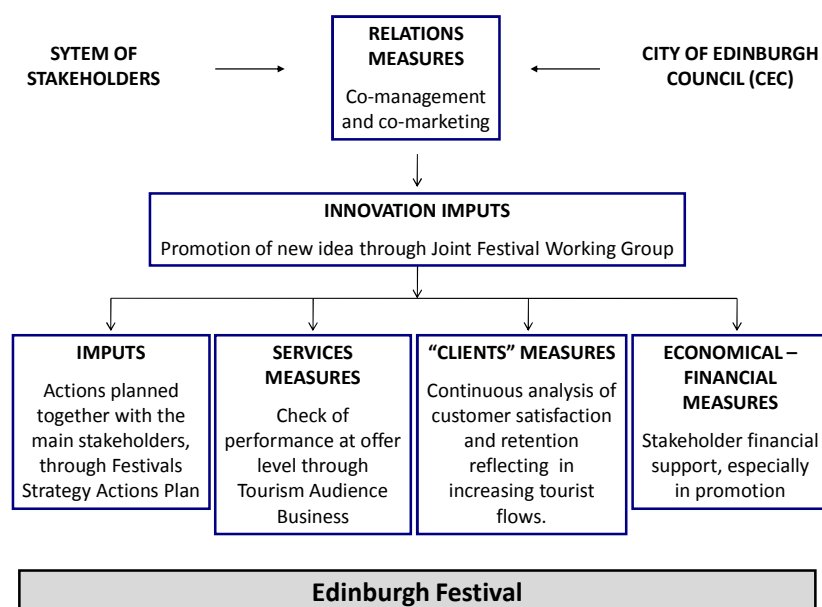 SYTEM OF
STAKEHOLDERS
RELATIONS
MEASURES
Co-management
and co-marketing
CITY OF EDINBURGH
COUNCIL (CEC)
INNOVATION IMPUTS
Promotion of new idea through Joint Festival Working Group
IMPUTS
Actions planned
together with the
main stakeholders,
through Festivals
Strategy Actions Plan
SERVICES
MEASURES
Check of
performance at offer
level through
Tourism Audience
Business
“CLIENTS” MEASURES
Continuous analysis of
customer satisfaction
and retention
reflecting in
increasing tourist
flows.
ECONOMICAL –
FINANCIAL
MEASURES
Stakeholder financial
support, especially
in promotion
Edinburgh Festival